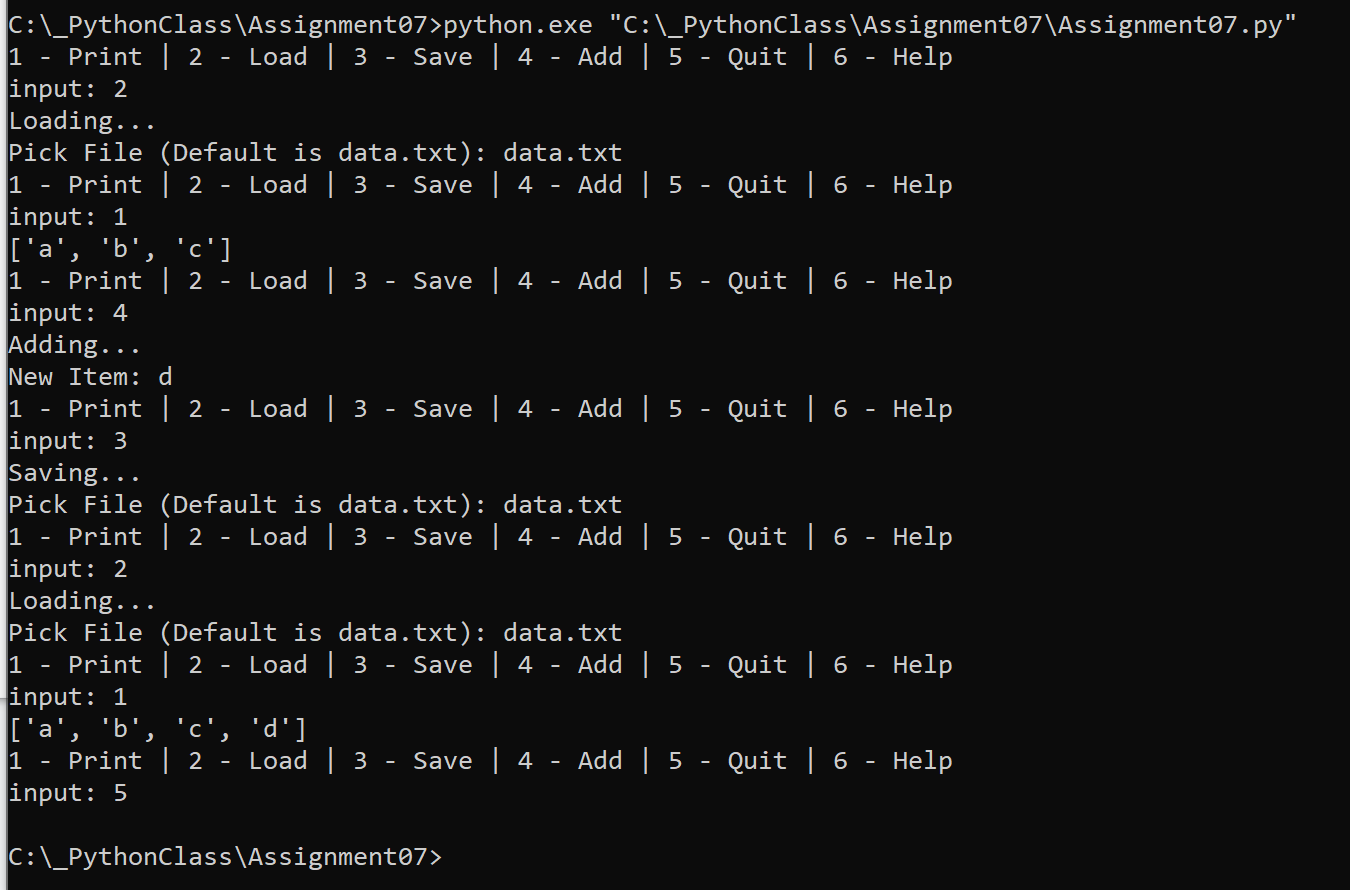 C:\_PythonClass\Assignment07>python.exe "C:\_PythonClass\Assignment07\Assignment07.py"
1 - Print | 2 - Load | 3 - Save | 4 - Add | 5 - Quit | 6 - Help
input: 2
Loading...
Pick File (Default is data.txt): data.txt
1 - Print | 2 - Load | 3 - Save | 4 - Add | 5 - Quit | 6 - Help
input: 1
['a', 'b', 'c']
1 - Print | 2 - Load | 3 - Save | 4 - Add | 5 - Quit | 6 - Help
input: 4
Adding...
New Item: d
1 - Print | 2 - Load | 3 - Save | 4 - Add | 5 - Quit | 6 - Help
input: 3
Saving...
Pick File (Default is data.txt): data.txt
1 - Print | 2 - Load | 3 - Save | 4 - Add | 5 - Quit | 6 - Help
input: 2
Loading...
Pick File (Default is data.txt): data.txt
1 - Print | 2 - Load | 3 - Save | 4 - Add | 5 - Quit | 6 - Help
input: 1
['a', 'b', 'c', 'd']
1 - Print | 2 - Load | 3 - Save | 4 - Add | 5 - Quit | 6 - Help
input: 5
C:\_PythonClass\Assignment07>